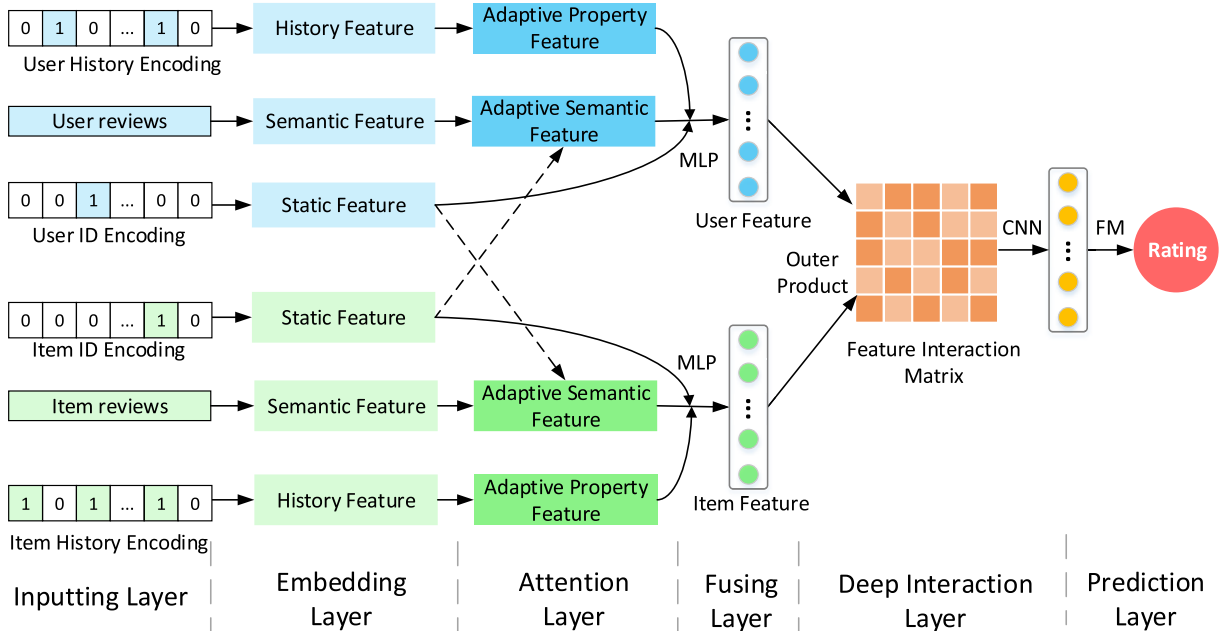 0 1 0 ... 1 0
User History Encoding
History Feature
Adaptive Property
Feature
User reviews
Semantic Feature
Adaptive Semantic
Feature
MLP
0 0 1 ... 0 0
User ID Encoding
Static Feature
User Feature
0 0 0 ... 1 0
Item ID Encoding
Static Feature
MLP
Item reviews
Semantic Feature
Adaptive Semantic
Feature
1 0 1 ... 1 0
Item History Encoding
History Feature
Adaptive Property
Feature
Item Feature
Outer
Product
Feature Interaction
Matrix
CNN
FM
Rating
Inputting Layer
Embedding
Layer
Attention
Layer
Fusing
Layer
Deep Interaction
Layer
Prediction
Layer